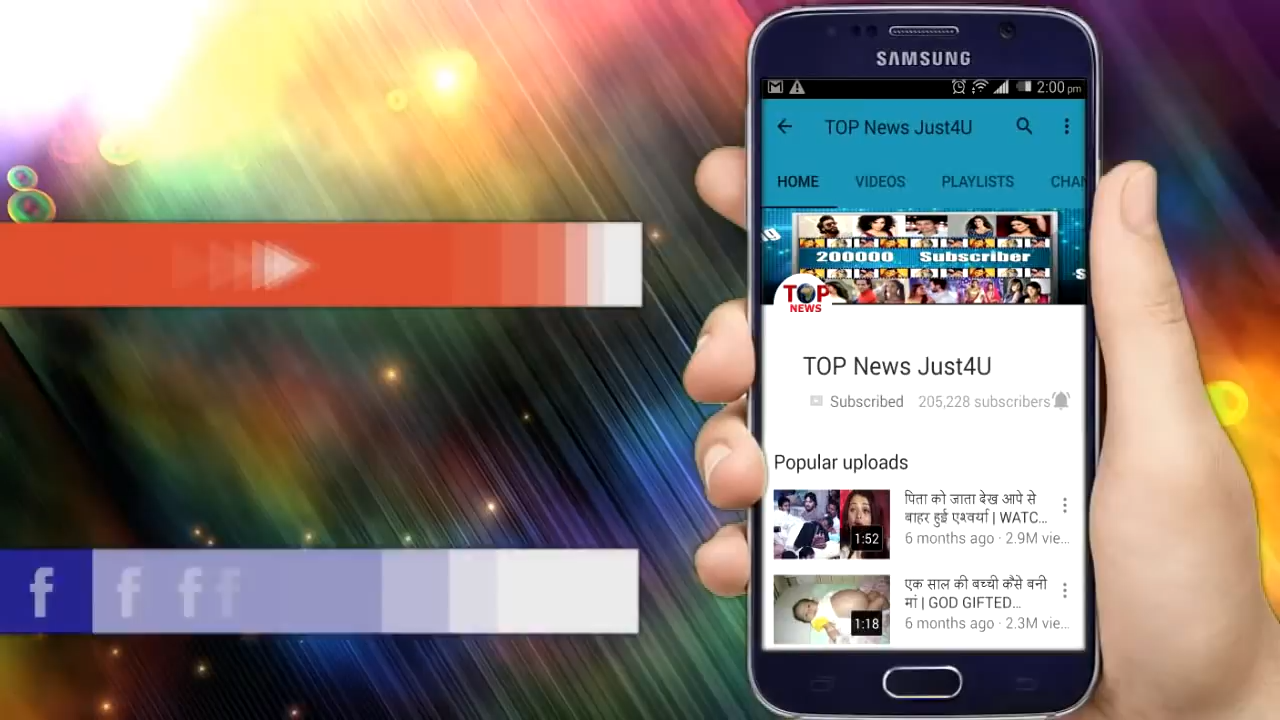 SAMSUNG
2:00 pm
TOP News Just4U
HOME VIDEOS PLAYLISTS CHAN
200000 Subscriber
TOP
NEWS
TOP News Just4U
Subscribed 205,228 subscribers
Popular uploads
पिता को जाता देख आपे से
बाहर हुई एश्वर्या | WATC...
1:52
6 months ago · 2.9M vie...
एक साल की बच्ची कैसे बनी
मां | GOD GIFTED...
1:18
6 months ago · 2.3M vie...
f f f f